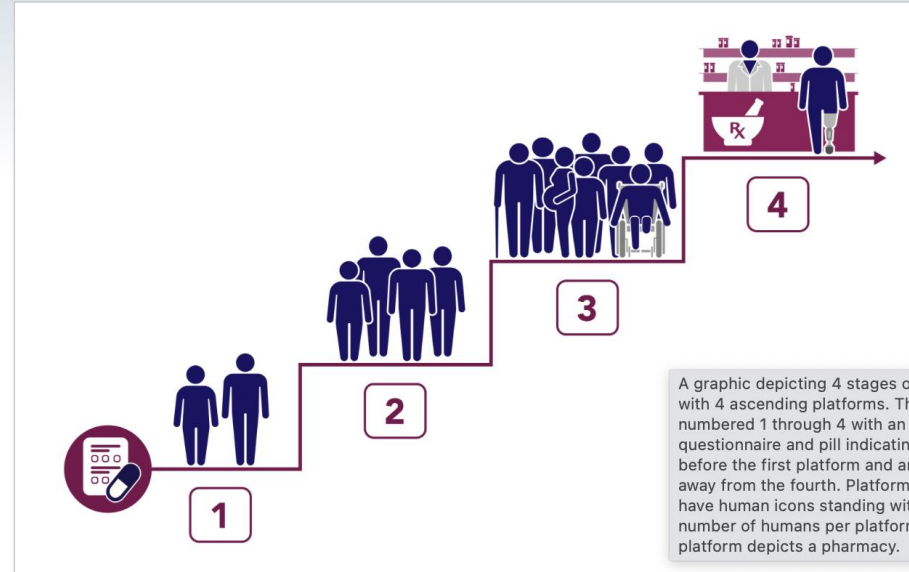 4
Rx
3
2
1
A graphic depicting 4 stages o
with 4 ascending platforms. Th
numbered 1 through 4 with an
questionnaire and pill indicatin
before the first platform and a
away from the fourth. Platform
have human icons standing wit
number of humans per platform
platform depicts a pharmacy.